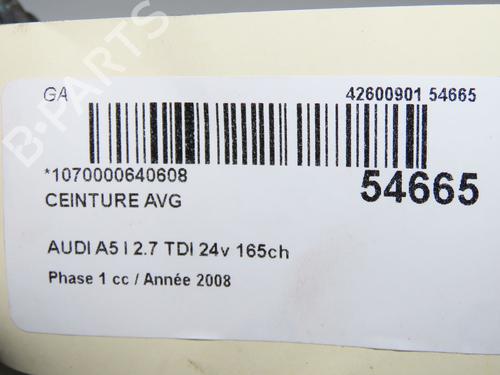 GA 42600901 54665
*1070000640608 54665
CEINTURE AVG
AUDI A5 I 2.7 TDI 24v 165ch
Phase 1 cc / Année 2008
B-PARTS